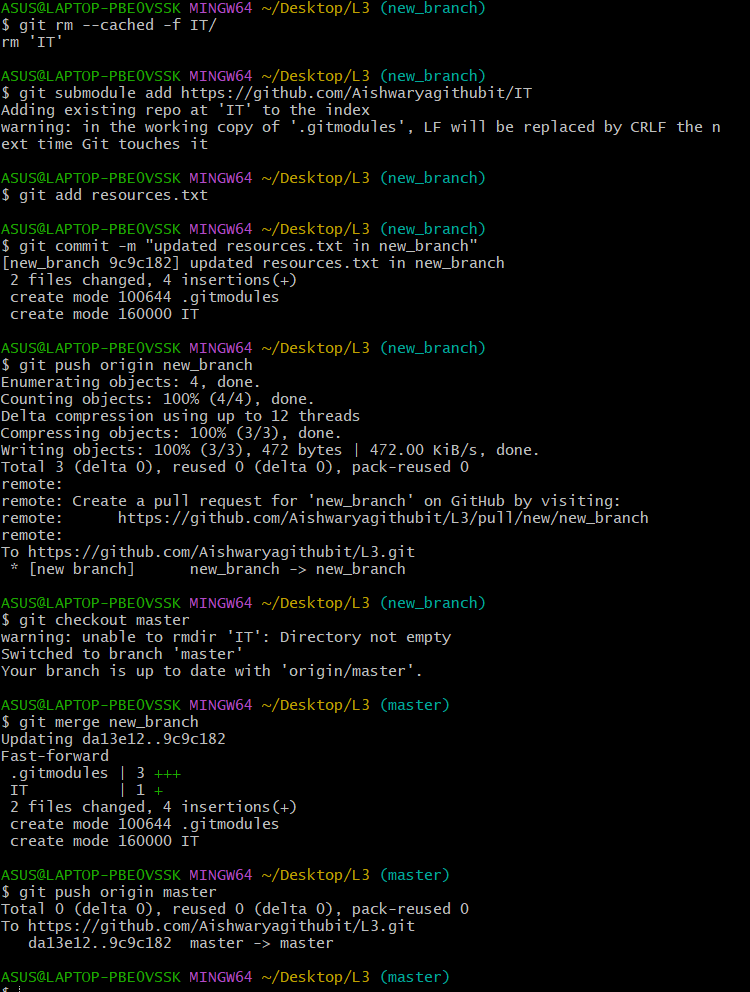 ASUS@LAPTOP-PBE0VSSK MINGW64 ~/Desktop/L3 (new_branch)
$ git rm --cached -f IT/
rm 'IT'

ASUS@LAPTOP-PBE0VSSK MINGW64 ~/Desktop/L3 (new_branch)
$ git submodule add https://github.com/Aishwaryagithubit/IT
Adding existing repo at 'IT' to the index
warning: in the working copy of '.gitmodules', LF will be replaced by CRLF the n
ext time Git touches it

ASUS@LAPTOP-PBE0VSSK MINGW64 ~/Desktop/L3 (new_branch)
$ git add resources.txt

ASUS@LAPTOP-PBE0VSSK MINGW64 ~/Desktop/L3 (new_branch)
$ git commit -m "updated resources.txt in new_branch"
[new_branch 9c9c182] updated resources.txt in new_branch
 2 files changed, 4 insertions(+)
 create mode 100644 .gitmodules
 create mode 160000 IT

ASUS@LAPTOP-PBE0VSSK MINGW64 ~/Desktop/L3 (new_branch)
$ git push origin new_branch
Enumerating objects: 4, done.
Counting objects: 100% (4/4), done.
Delta compression using up to 12 threads
Compressing objects: 100% (3/3), done.
Writing objects: 100% (3/3), 472 bytes | 472.00 KiB/s, done.
Total 3 (delta 0), reused 0 (delta 0), pack-reused 0
remote:
remote: Create a pull request for 'new_branch' on GitHub by visiting:
remote:      https://github.com/Aishwaryagithubit/L3/pull/new/new_branch
remote:
To https://github.com/Aishwaryagithubit/L3.git
 * [new branch]      new_branch -> new_branch

ASUS@LAPTOP-PBE0VSSK MINGW64 ~/Desktop/L3 (new_branch)
$ git checkout master
warning: unable to rmdir 'IT': Directory not empty
Switched to branch 'master'
Your branch is up to date with 'origin/master'.

ASUS@LAPTOP-PBE0VSSK MINGW64 ~/Desktop/L3 (master)
$ git merge new_branch
Updating da13e12..9c9c182
Fast-forward
 .gitmodules | 3 +++
 IT          | 1 +
 2 files changed, 4 insertions(+)
 create mode 100644 .gitmodules
 create mode 160000 IT

ASUS@LAPTOP-PBE0VSSK MINGW64 ~/Desktop/L3 (master)
$ git push origin master
Total 0 (delta 0), reused 0 (delta 0), pack-reused 0
To https://github.com/Aishwaryagithubit/L3.git
   da13e12..9c9c182  master -> master

ASUS@LAPTOP-PBE0VSSK MINGW64 ~/Desktop/L3 (master)
$